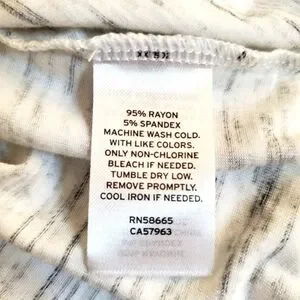 95% RAYON
5% SPANDEX
MACHINE WASH COLD.
WITH LIKE COLORS.
ONLY NON-CHLORINE
BLEACH IF NEEDED.
TUMBLE DRY LOW.
REMOVE PROMPTLY.
COOL IRON IF NEEDED.
RN58665
CA57963